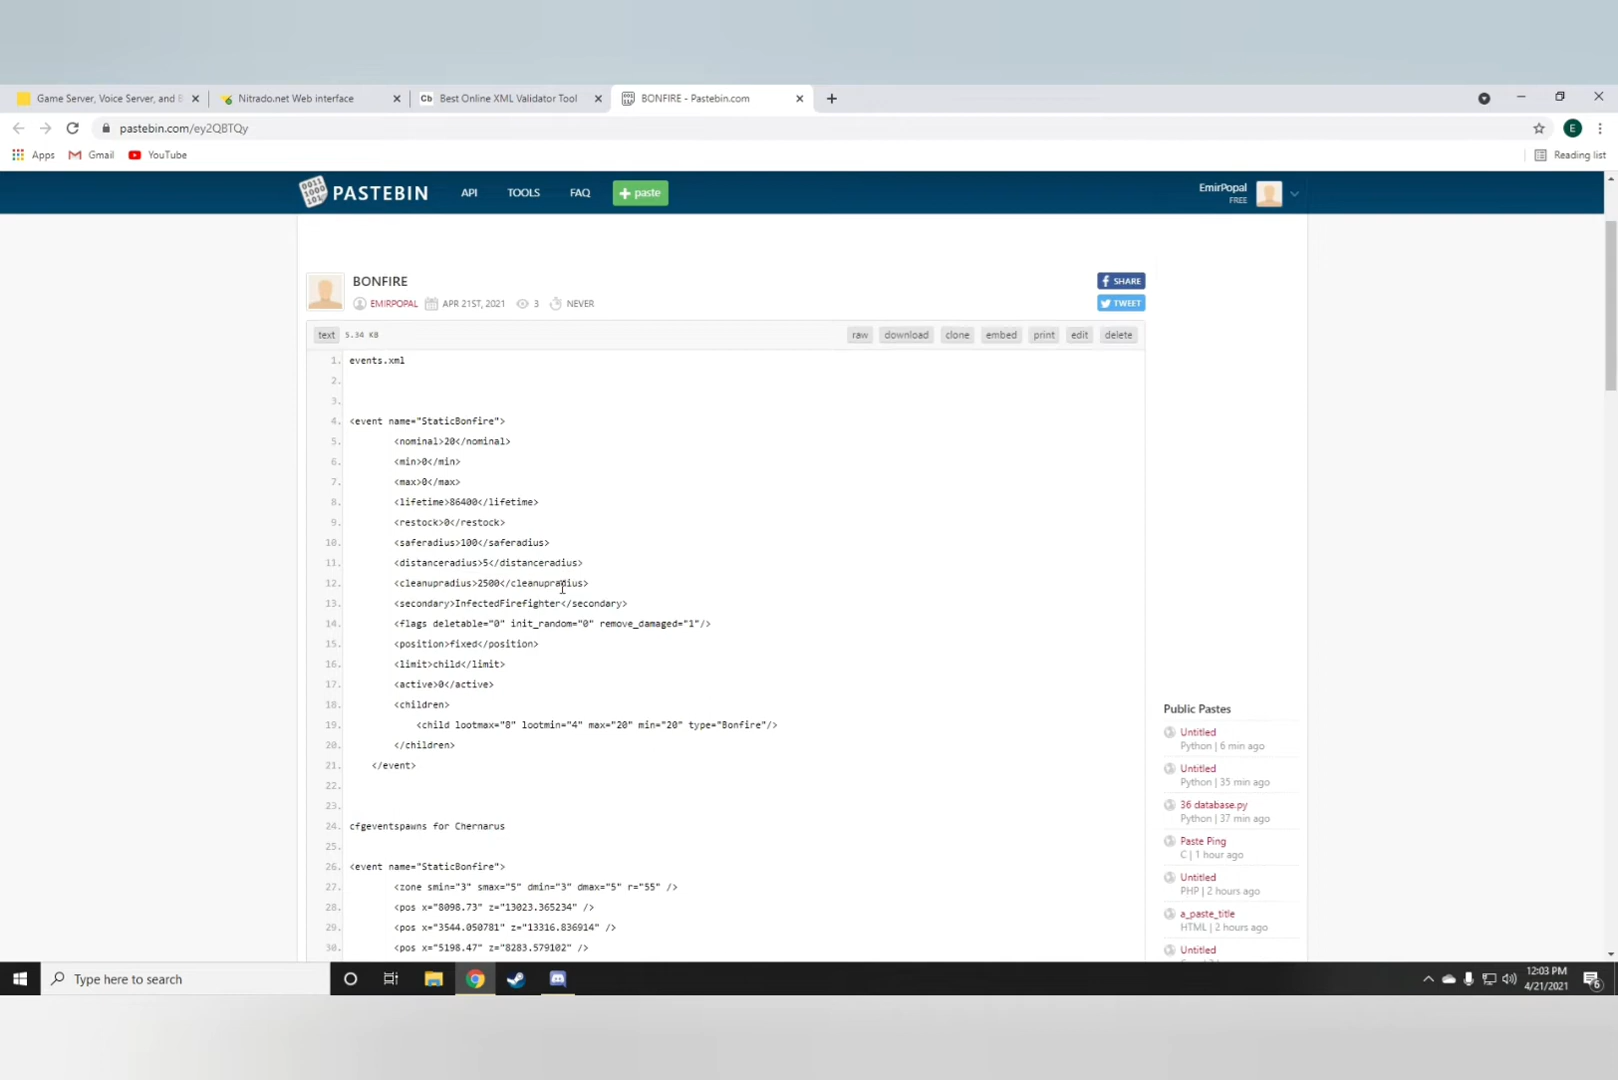 Game Server, Voice Server, and
Nitrado.net Web interface
Cb Best Online XML Validator Tool
BONFIRE - Pastebin.com
pastebin.com/ey2QBTQy
E
Apps
Gmail
YouTube
Reading list
PASTEBIN
API
TOOLS
FAQ
+ paste
EmirPopal
FREE
BONFIRE
EMIRPOPAL APR 21ST, 2021 3 NEVER
SHARE
TWEET
text 5.34 KB
raw download clone embed print edit delete
1. events.xml
2.
3.
4. <event name="StaticBonfire">
5. <nominal>20</nominal>
6. <min>0</min>
7. <max>0</max>
8. <lifetime>86400</lifetime>
9. <restock>0</restock>
10. <saferadius>100</saferadius>
11. <distanceradius>5</distanceradius>
12. <cleanupradius>2500</cleanupradius>
13. <secondary>InfectedFirefighter</secondary>
14. <flags deletable="0" init_random="0" remove_damaged="1"/>
15. <position>fixed</position>
16. <limit>child</limit>
17. <active>0</active>
18. <children>
19. <child lootmax="8" lootmin="4" max="20" min="20" type="Bonfire"/>
20. </children>
21. </event>
22.
23.
24. cfgeventspawns for Chernarus
25.
26. <event name="StaticBonfire">
27. <zone smin="3" smax="5" dmin="3" dmax="5" r="55" />
28. <pos x="8098.73" z="13023.365234" />
29. <pos x="3544.050781" z="13316.836914" />
30. <pos x="5198.47" z="8283.579102" />
Public Pastes
Untitled
Python | 6 min ago
Untitled
Python | 35 min ago
36 database.py
Python | 37 min ago
Paste Ping
C | 1 hour ago
Untitled
PHP | 2 hours ago
a_paste_title
HTML | 2 hours ago
Untitled
Type here to search
12:03 PM
4/21/2021
6